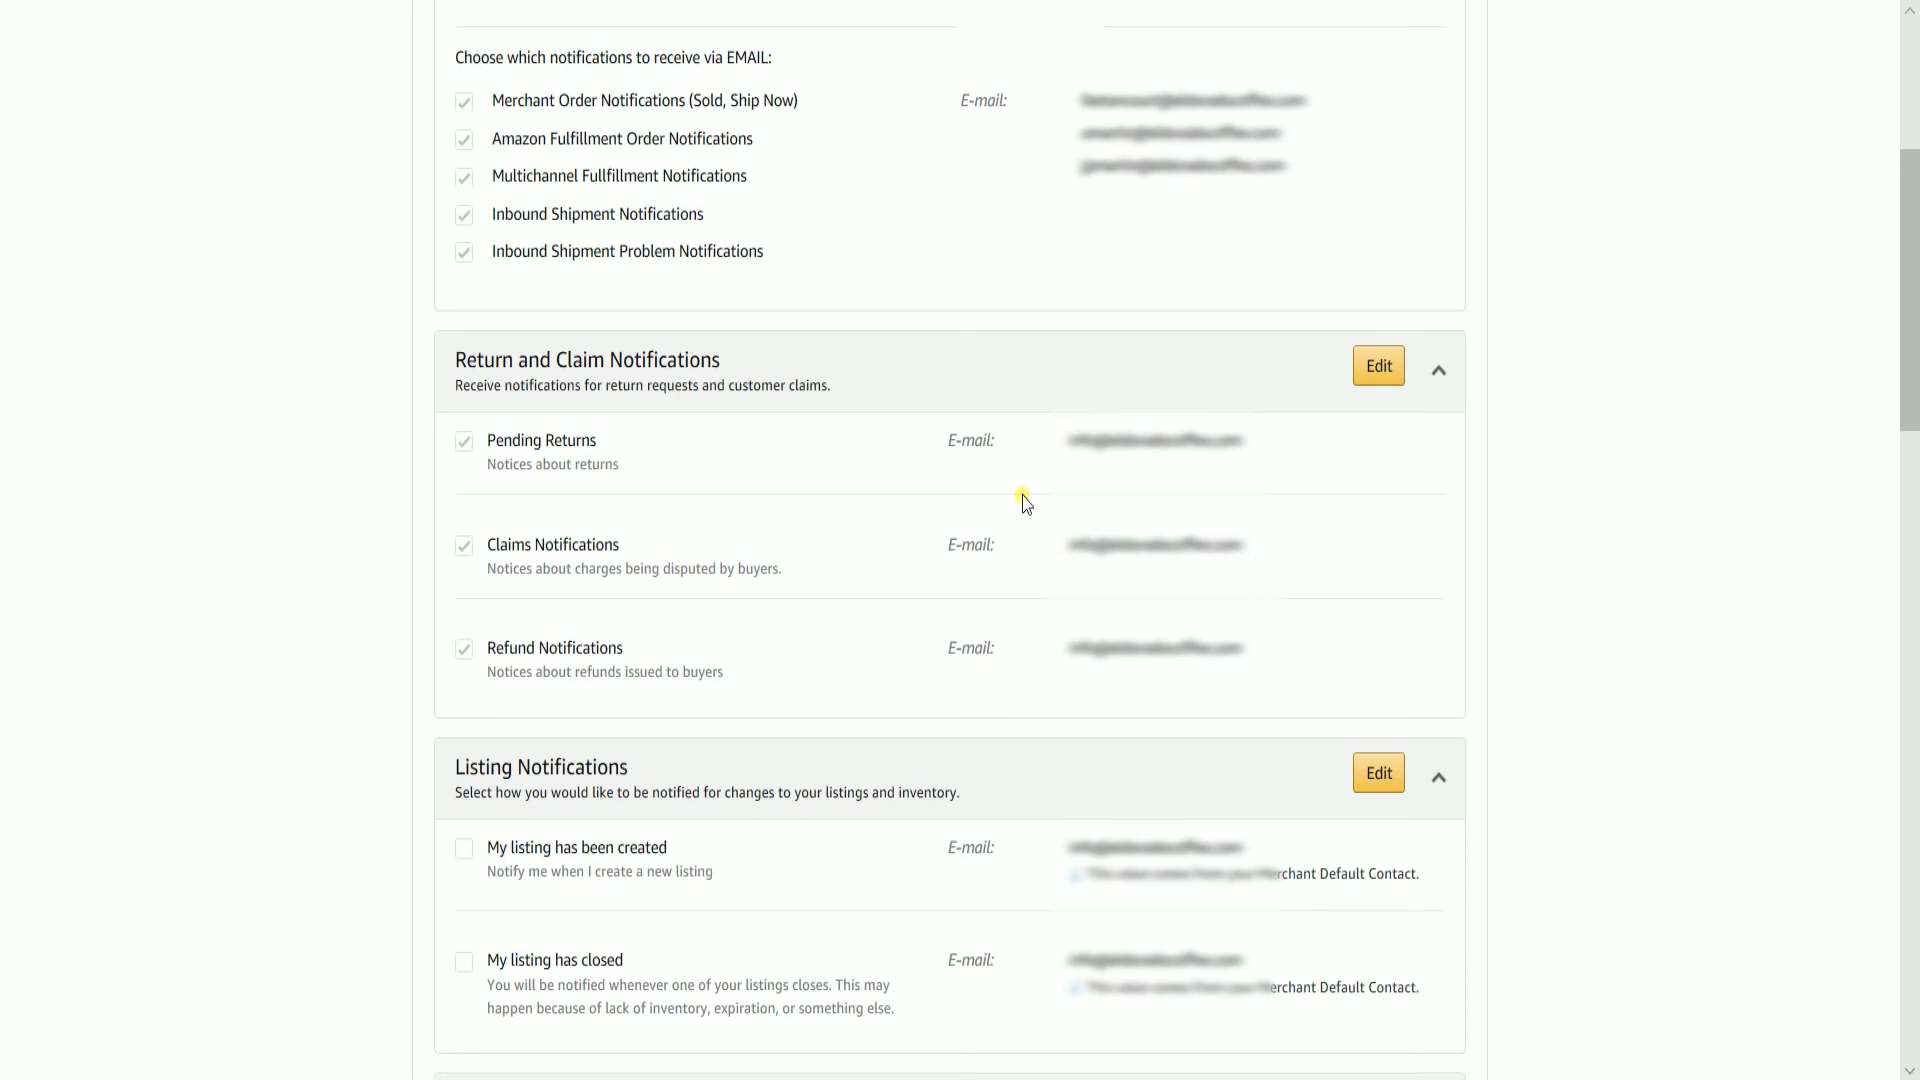 Choose which notifications to receive via EMAIL:
Merchant Order Notifications (Sold, Ship Now)
E-mail:
Amazon Fulfillment Order Notifications
Multichannel Fullfillment Notifications
Inbound Shipment Notifications
Inbound Shipment Problem Notifications
Return and Claim Notifications
Receive notifications for return requests and customer claims.
Edit
Pending Returns
Notices about returns
E-mail:
Claims Notifications
Notices about charges being disputed by buyers.
E-mail:
Refund Notifications
Notices about refunds issued to buyers
E-mail:
Listing Notifications
Select how you would like to be notified for changes to your listings and inventory.
Edit
My listing has been created
Notify me when I create a new listing
E-mail:
Default Contact.
My listing has closed
You will be notified whenever one of your listings closes. This may
happen because of lack of inventory, expiration, or something else.
E-mail:
Default Contact.